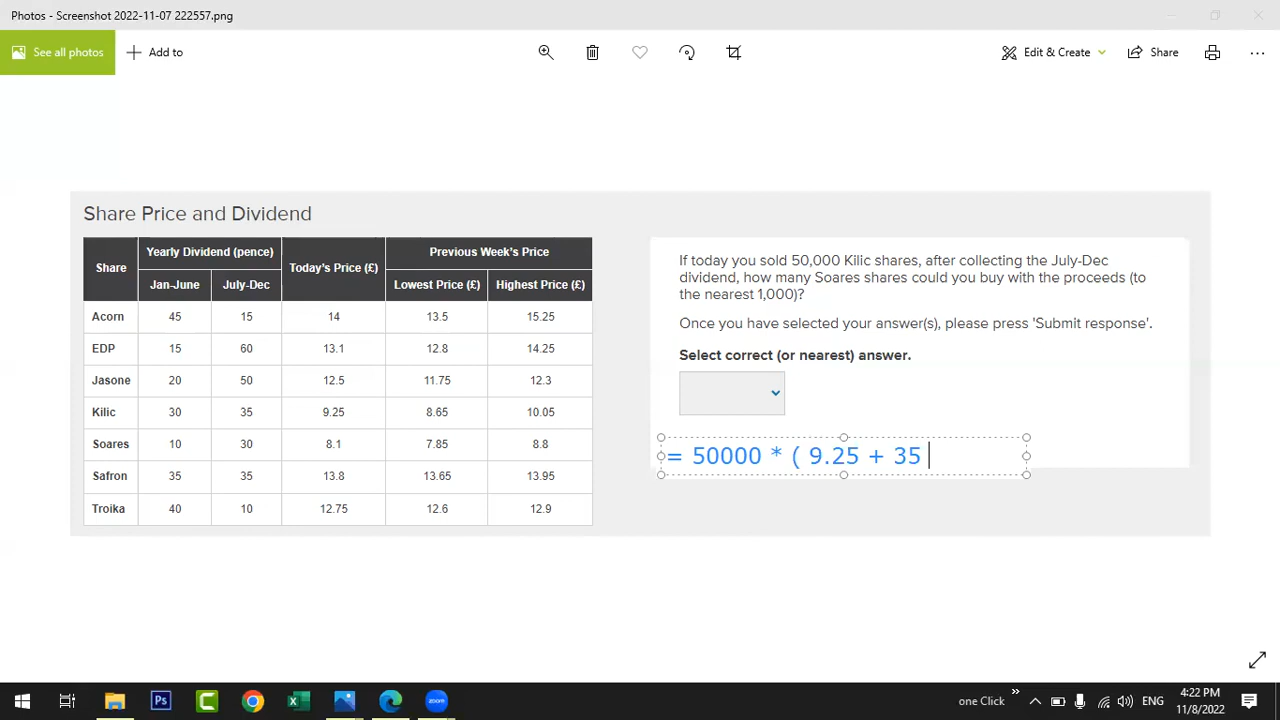 Photos - Screenshot 2022-11-07 222557.png
See all photos
Add to
Edit & Create
Share
Share Price and Dividend
Share Yearly Dividend (pence) Today's Price (£) Previous Week's Price
Jan-June July-Dec Lowest Price (£) Highest Price (£)
Acorn 45 15 14 13.5 15.25
EDP 15 60 13.1 12.8 14.25
Jasone 20 50 12.5 11.75 12.3
Kilic 30 35 9.25 8.65 10.05
Soares 10 30 8.1 7.85 8.8
Safron 35 35 13.8 13.65 13.95
Troika 40 10 12.75 12.6 12.9
If today you sold 50,000 Kilic shares, after collecting the July-Dec
dividend, how many Soares shares could you buy with the proceeds (to
the nearest 1,000)?
Once you have selected your answer(s), please press 'Submit response'.
Select correct (or nearest) answer.
= 50000 * ( 9.25 + 35
Ps
zoom
one Click
ENG
4:22 PM
11/8/2022